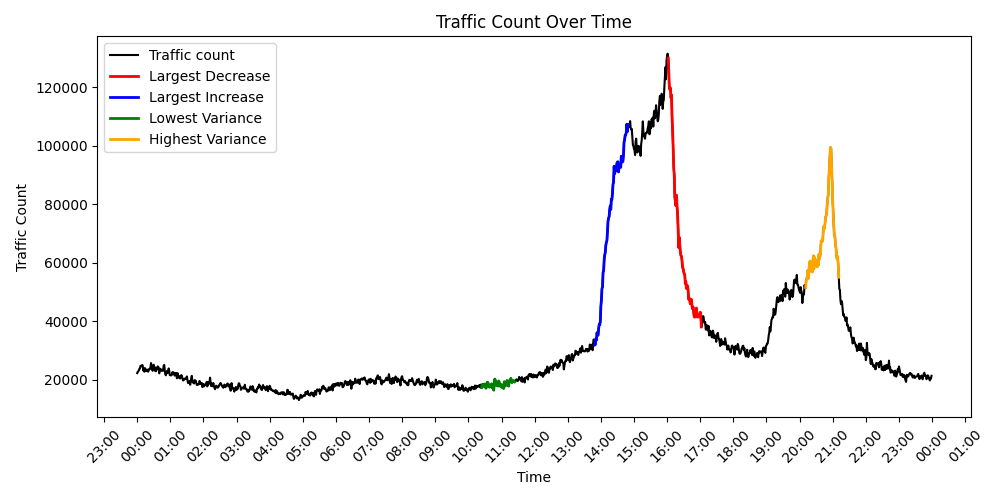 Traffic Count Over Time
Traffic count
Largest Decrease
Largest Increase
Lowest Variance
Highest Variance
Traffic Count
120000
100000
80000
60000
40000
20000
23:00 00:00 01:00 02:00 03:00 04:00 05:00 06:00 07:00 08:00 09:00 10:00 11:00 12:00 13:00 14:00 15:00 16:00 17:00 18:00 19:00 20:00 21:00 22:00 23:00 00:00 01:00
Time